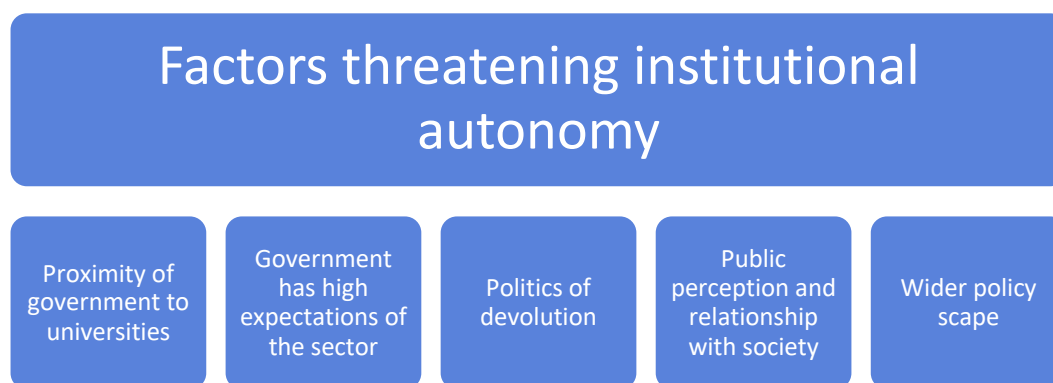 Factors threatening institutional
autonomy
Proximity of
government to
universities
Government
has high
expectations of
the sector
Politics of
devolution
Public
perception and
relationship
with society
Wider policy
scape